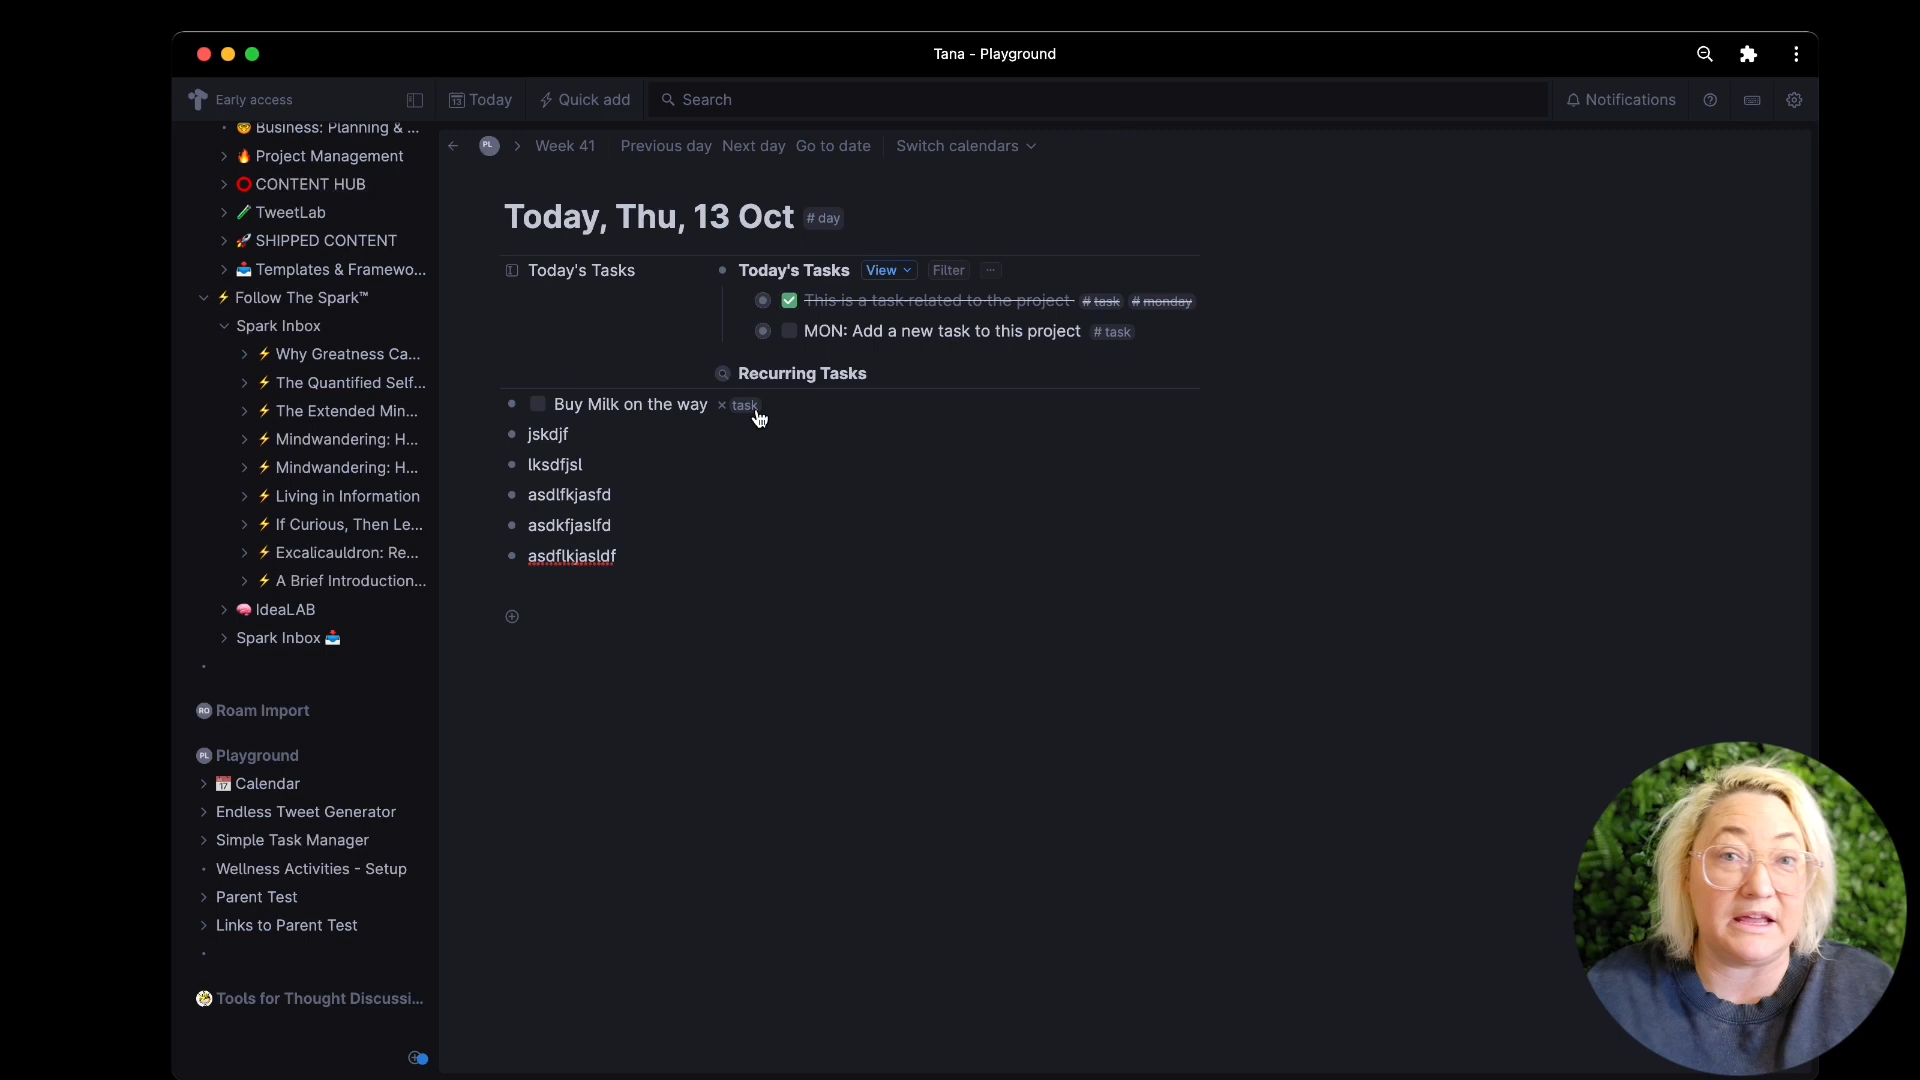 Tana - Playground
Early access
13 Today
Quick add
Search
Notifications
Business: Planning & ...
Project Management
CONTENT HUB
TweetLab
SHIPPED CONTENT
Templates & Framewo...
Follow The Spark™
Spark Inbox
Why Greatness Ca...
The Quantified Self...
The Extended Min...
Mindwandering: H...
Mindwandering: H...
Living in Information
If Curious, Then Le...
Excalicauldron: Re...
A Brief Introduction...
IdeaLAB
Spark Inbox
RO Roam Import
PL Playground
17 Calendar
Endless Tweet Generator
Simple Task Manager
Wellness Activities - Setup
Parent Test
Links to Parent Test
Tools for Thought Discussi...
PL > Week 41 Previous day Next day Go to date Switch calendars
Today, Thu, 13 Oct # day
Today's Tasks
Today's Tasks View Filter ...
This is a task related to the project # task # monday
MON: Add a new task to this project # task
Recurring Tasks
Buy Milk on the way × task
jskdjf
lksdfjsl
asdlfkjasfd
asdkfjaslfd
asdflkjasldf